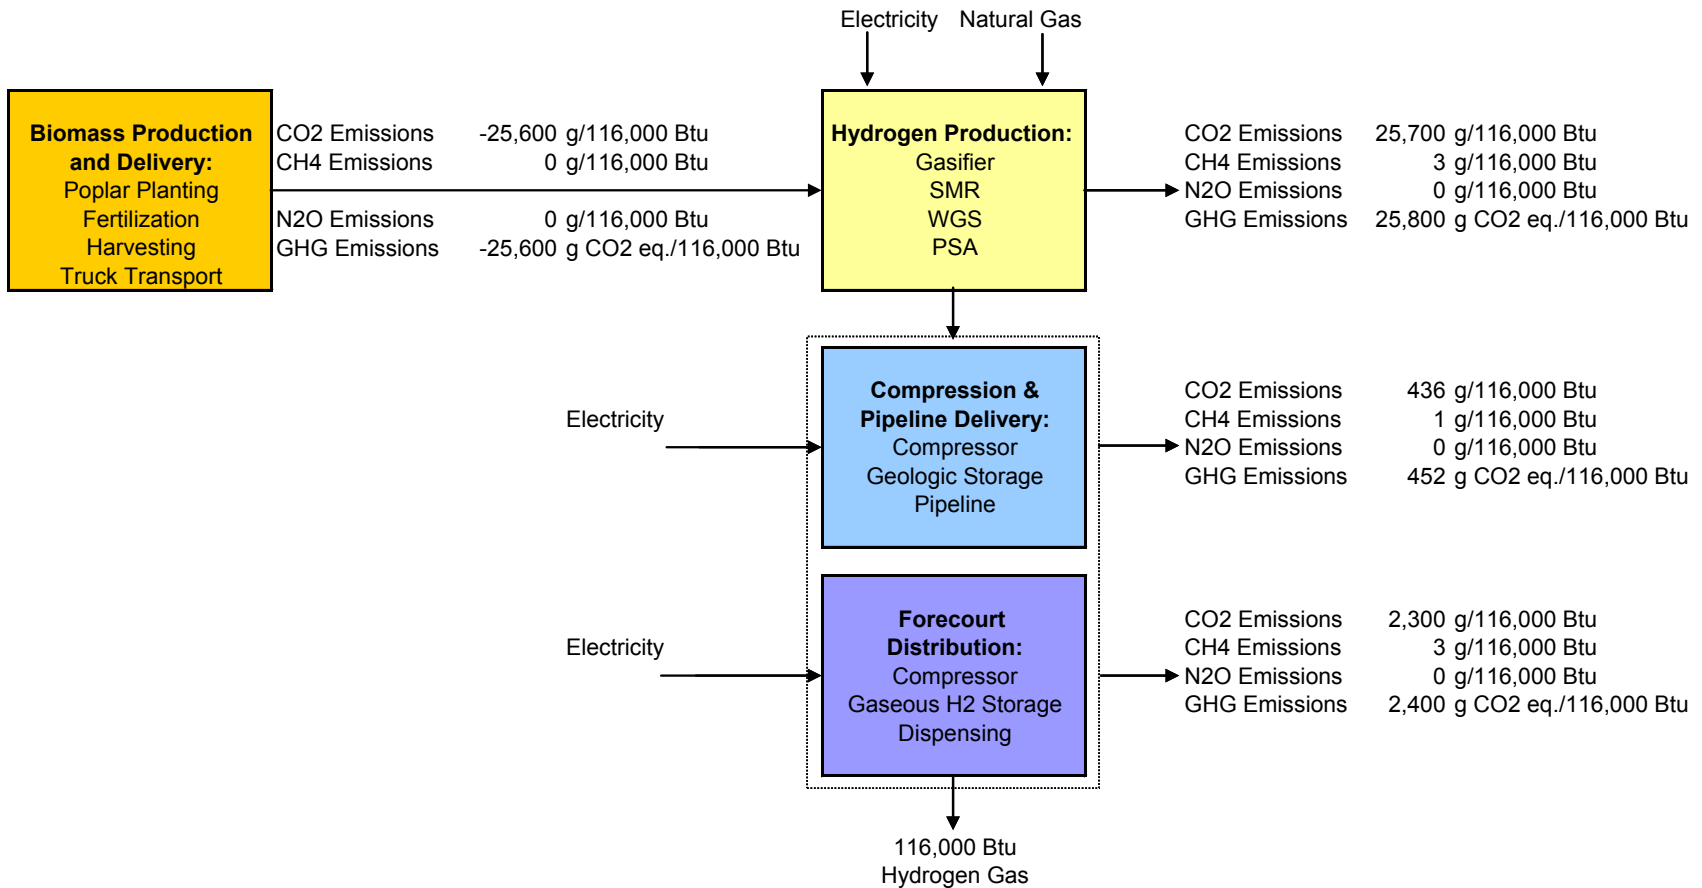 Electricity Natural Gas
Biomass Production
and Delivery:
Poplar Planting
Fertilization
Harvesting
Truck Transport
CO2 Emissions -25,600 g/116,000 Btu
CH4 Emissions 0 g/116,000 Btu
N2O Emissions 0 g/116,000 Btu
GHG Emissions -25,600 g CO2 eq./116,000 Btu
Hydrogen Production:
Gasifier
SMR
WGS
PSA
CO2 Emissions 25,700 g/116,000 Btu
CH4 Emissions 3 g/116,000 Btu
N2O Emissions 0 g/116,000 Btu
GHG Emissions 25,800 g CO2 eq./116,000 Btu
Electricity
Compression &
Pipeline Delivery:
Compressor
Geologic Storage
Pipeline
CO2 Emissions 436 g/116,000 Btu
CH4 Emissions 1 g/116,000 Btu
N2O Emissions 0 g/116,000 Btu
GHG Emissions 452 g CO2 eq./116,000 Btu
Electricity
Forecourt
Distribution:
Compressor
Gaseous H2 Storage
Dispensing
CO2 Emissions 2,300 g/116,000 Btu
CH4 Emissions 3 g/116,000 Btu
N2O Emissions 0 g/116,000 Btu
GHG Emissions 2,400 g CO2 eq./116,000 Btu
116,000 Btu
Hydrogen Gas